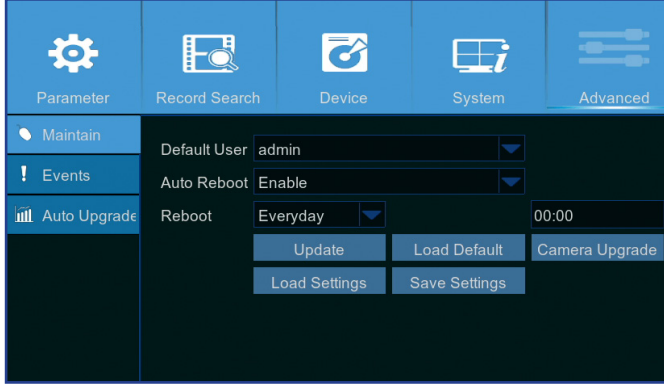 Parameter Record Search Device System Advanced
Maintain
Events
Auto Upgrade
Default User admin
Auto Reboot Enable
Reboot Everyday 00:00
Update Load Default Camera Upgrade
Load Settings Save Settings